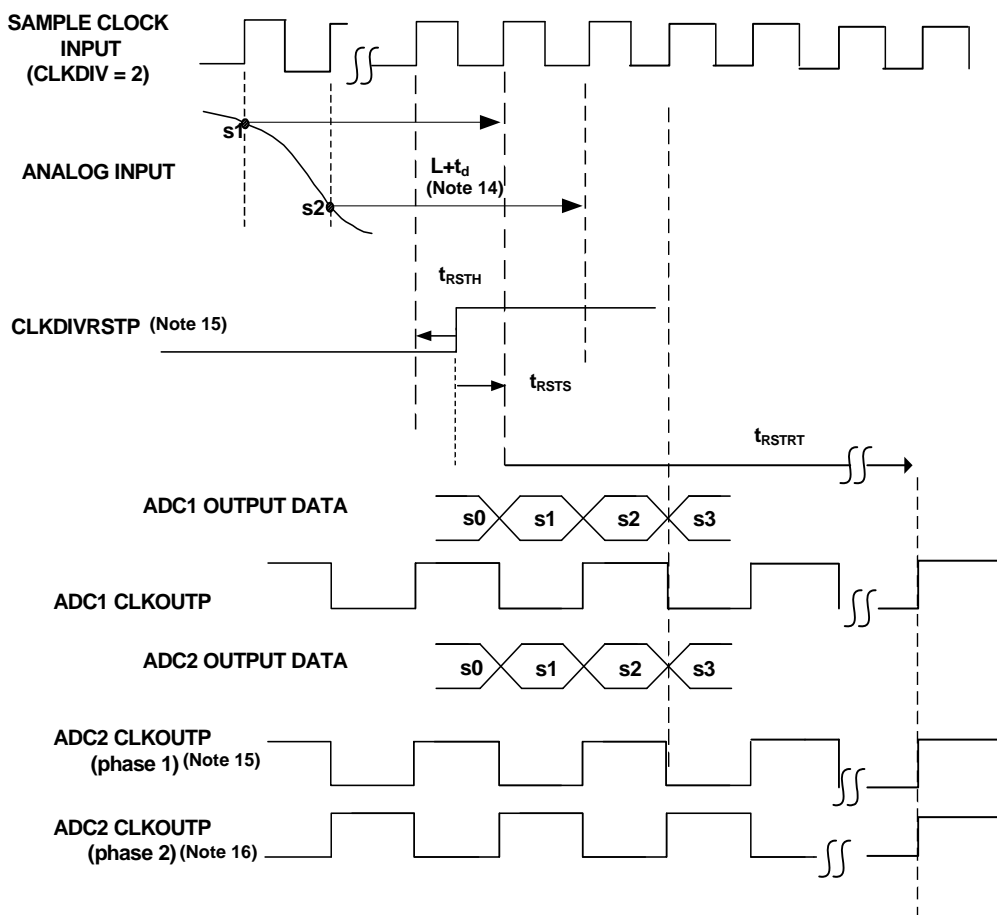 SAMPLE CLOCK
INPUT
(CLKDIV = 2)
s1
ANALOG INPUT
L+td
(Note 14)
s2
tRSTH
CLKDIVRSTP (Note 15)
tRSTS
tRSTRT
ADC1 OUTPUT DATA
s0 s1 s2 s3
ADC1 CLKOUTP
ADC2 OUTPUT DATA
s0 s1 s2 s3
ADC2 CLKOUTP
(phase 1) (Note 15)
ADC2 CLKOUTP
(phase 2) (Note 16)